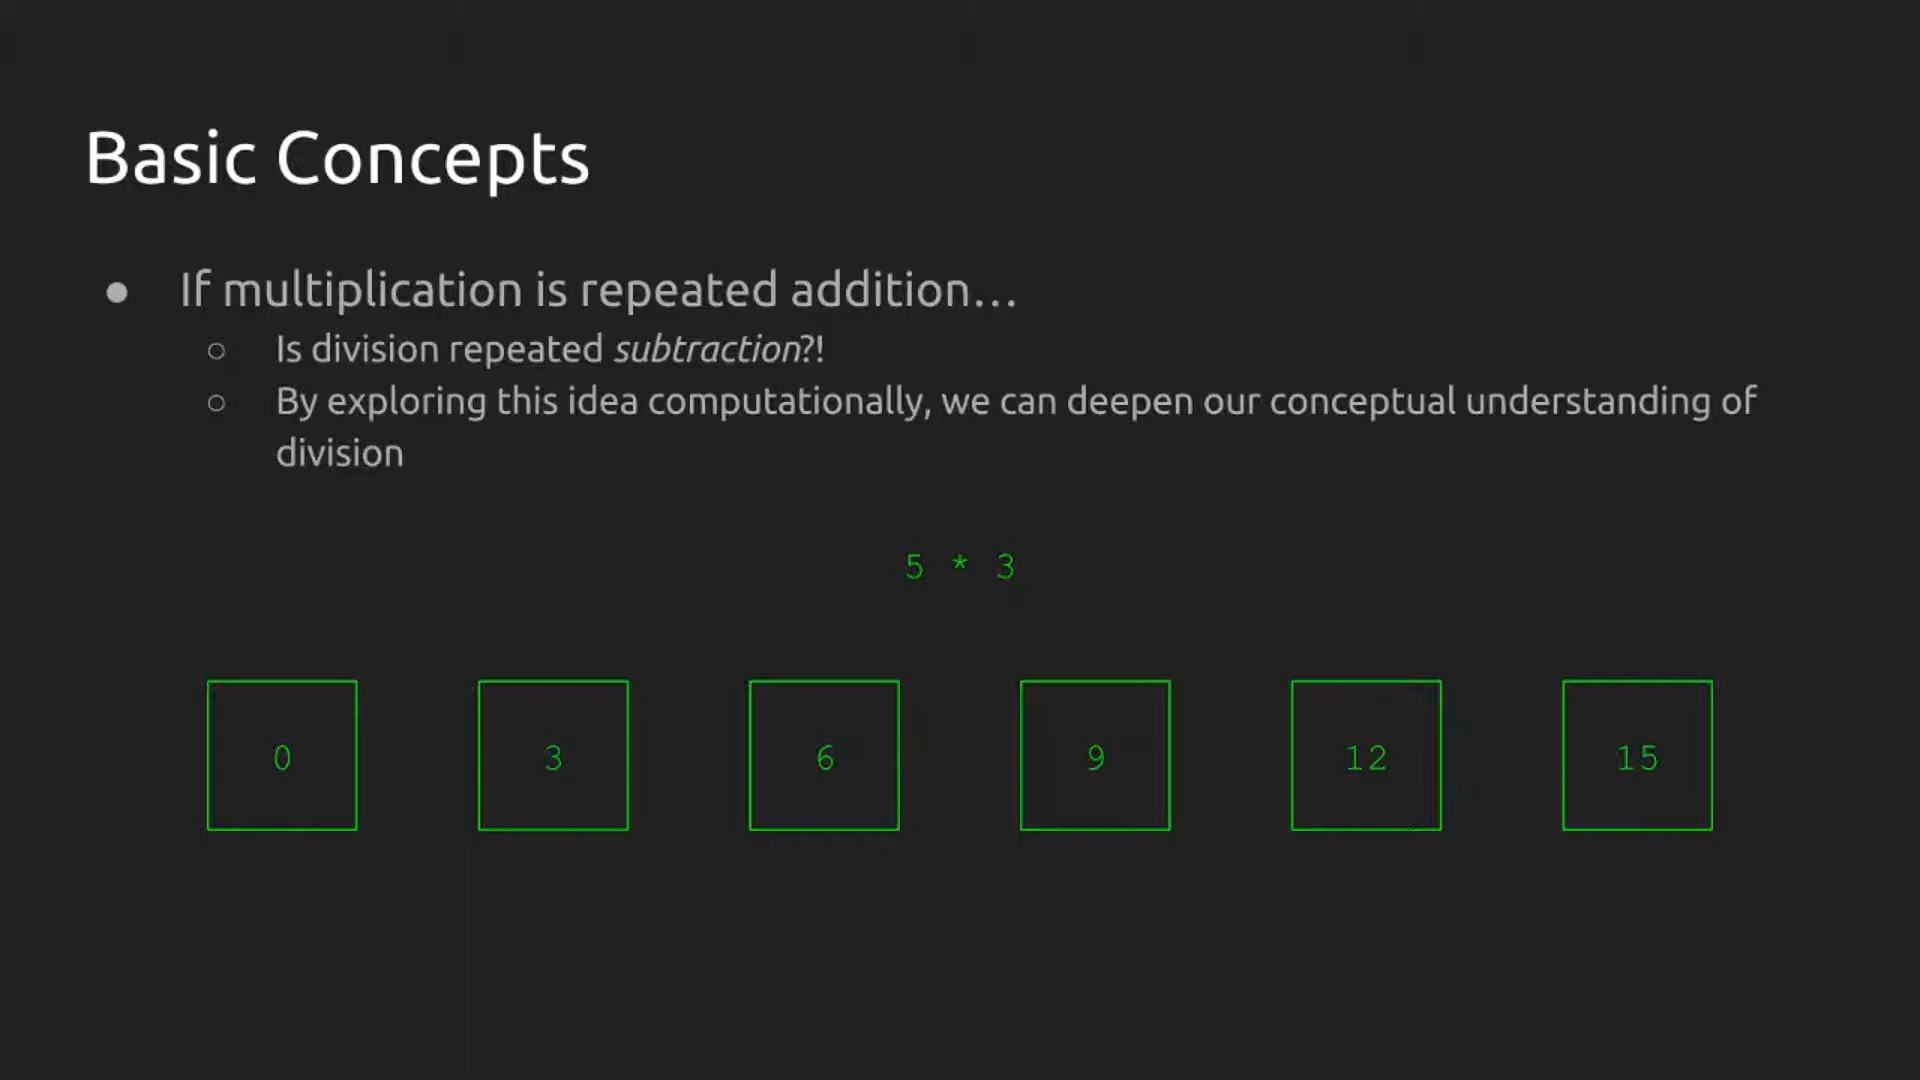 Basic Concepts
● If multiplication is repeated addition…
○ Is division repeated subtraction?!
○ By exploring this idea computationally, we can deepen our conceptual understanding of
division
5 * 3
0 3 6 9 12 15